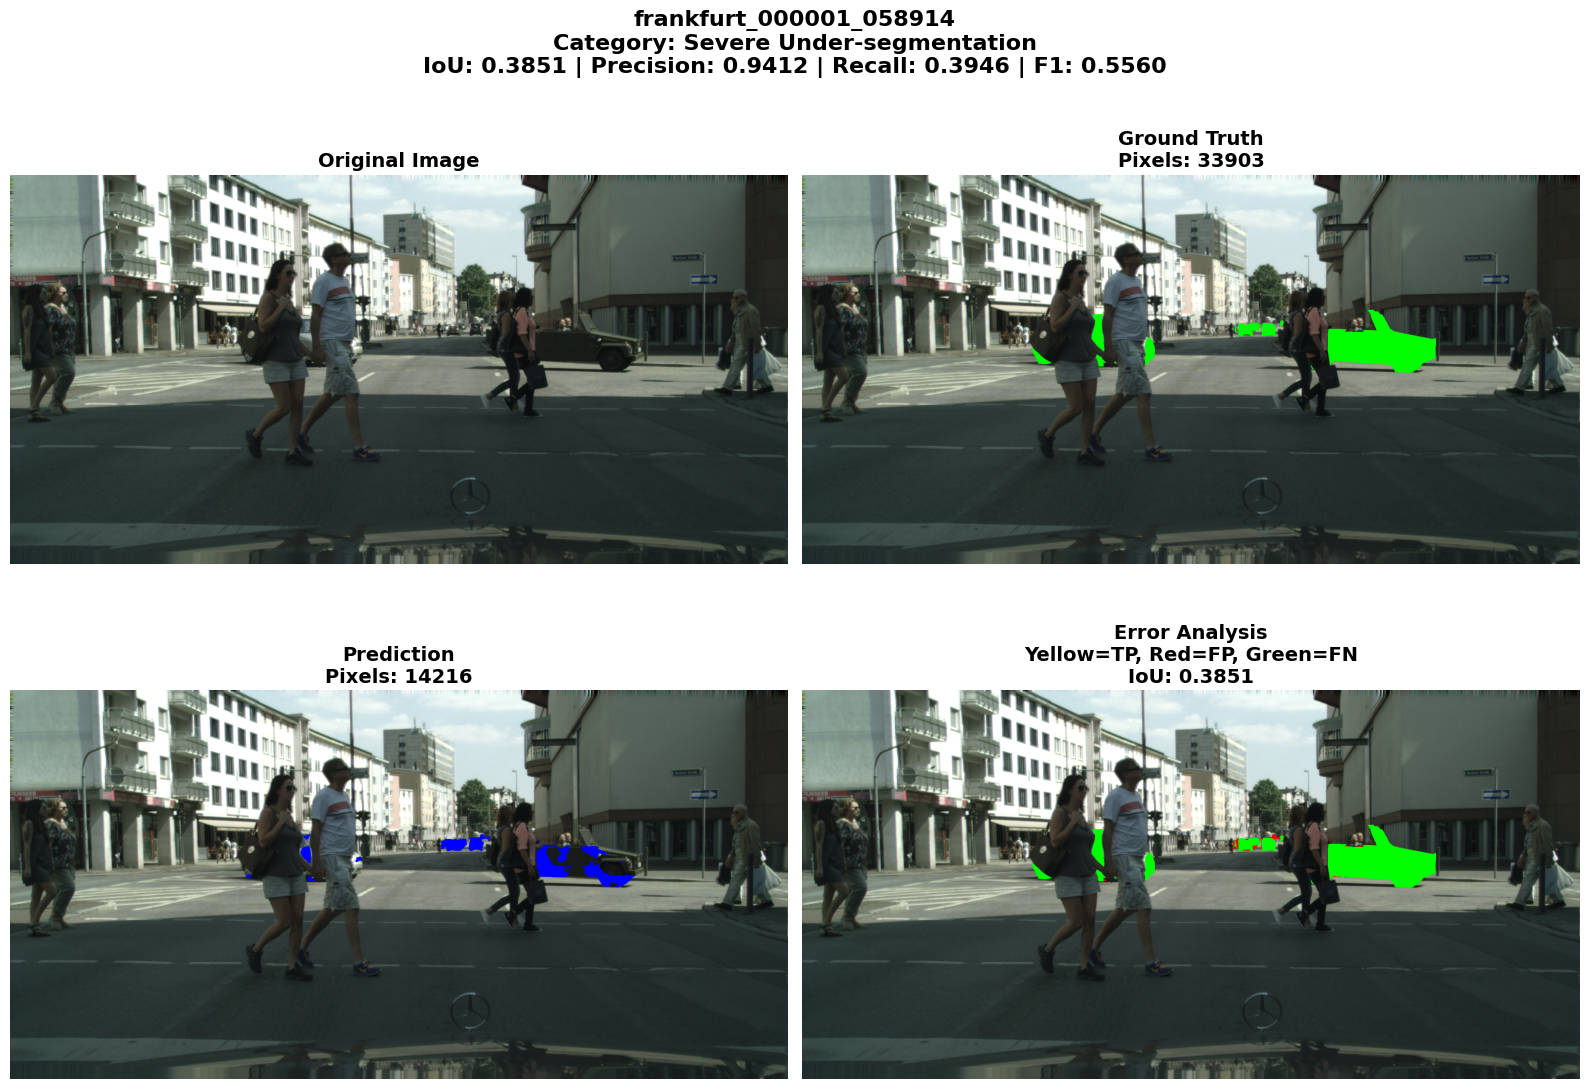 frankfurt_000001_058914
Category: Severe Under-segmentation
IoU: 0.3851 | Precision: 0.9412 | Recall: 0.3946 | F1: 0.5560
Original Image
Ground Truth
Pixels: 33903
Prediction
Pixels: 14216
Error Analysis
Yellow=TP, Red=FP, Green=FN
IoU: 0.3851